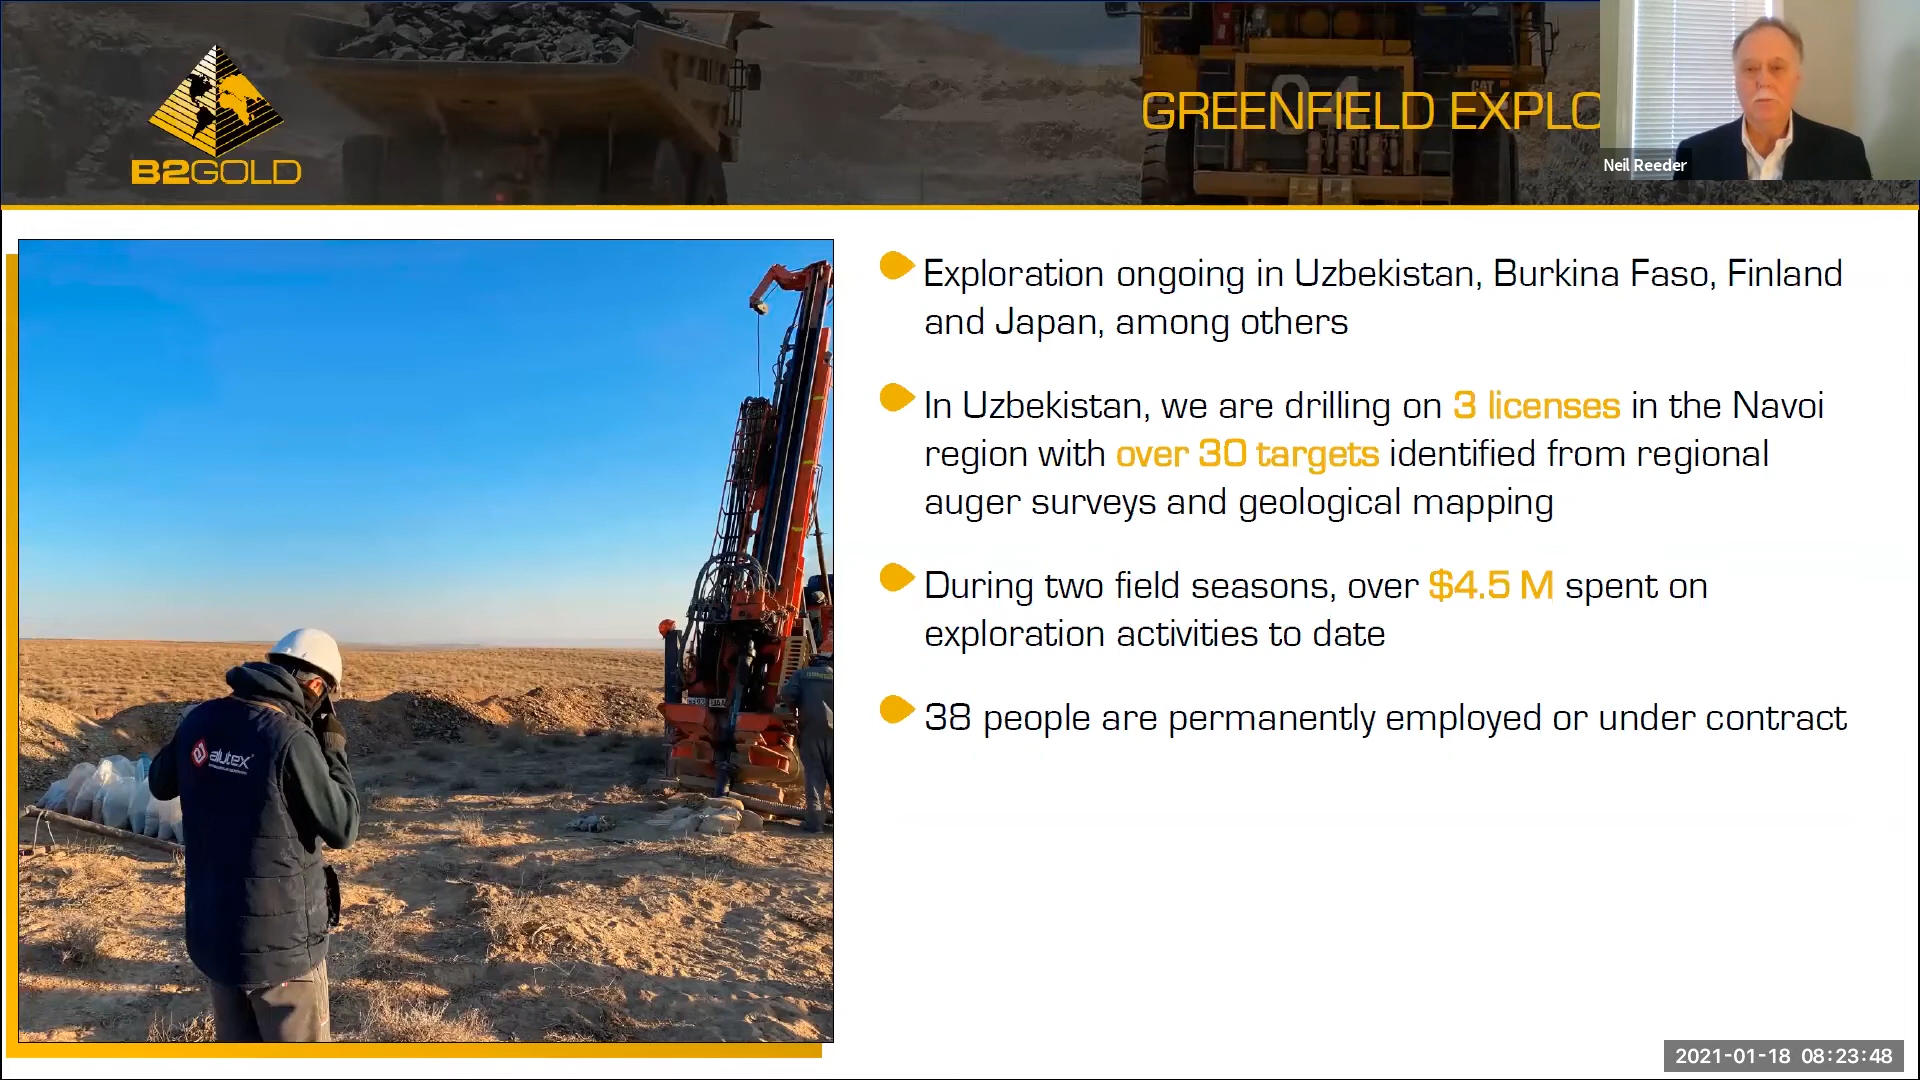 B2GOLD
GREENFIELD EXPLO
CAT
Neil Reeder
Exploration ongoing in Uzbekistan, Burkina Faso, Finland
and Japan, among others
In Uzbekistan, we are drilling on 3 licenses in the Navoi
region with over 30 targets identified from regional
auger surveys and geological mapping
During two field seasons, over $4.5 M spent on
exploration activities to date
38 people are permanently employed or under contract
alutex
2021-01-18 08:23:48